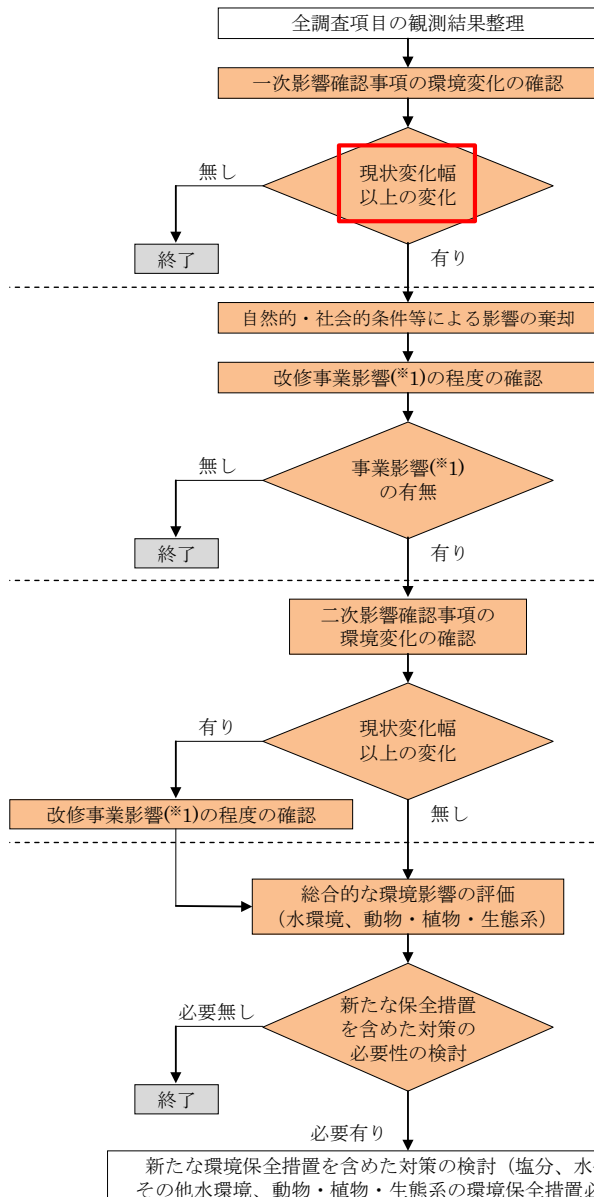 全調査項目の観測結果整理
一次影響確認事項の環境変化の確認
現状変化幅
以上の変化
無し
終了
有り
自然的・社会的条件等による影響の棄却
改修事業影響(※1)の程度の確認
事業影響(※1)
の有無
無し
終了
有り
二次影響確認事項の
環境変化の確認
現状変化幅
以上の変化
有り
改修事業影響(※1)の程度の確認
無し
総合的な環境影響の評価
（水環境、動物・植物・生態系）
新たな保全措置
を含めた対策の
必要性の検討
必要無し
終了
必要有り
新たな環境保全措置を含めた対策の検討（塩分、水
その他水環境、動物・植物・生態系の環境保全措置必